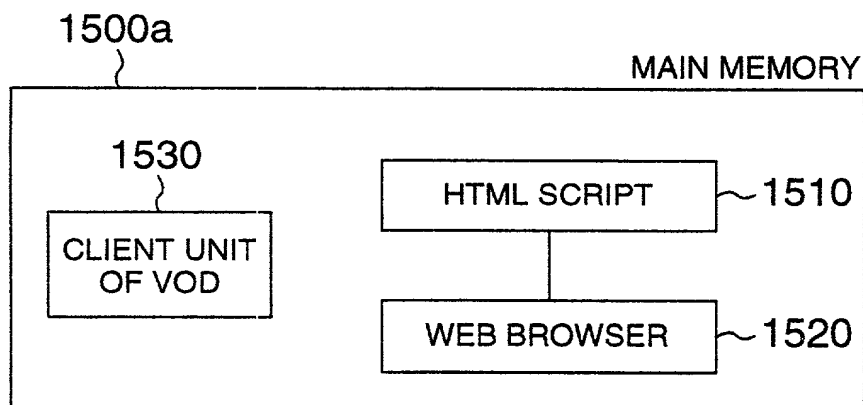 1500a
MAIN MEMORY
1530
HTML SCRIPT
1510
CLIENT UNIT
OF VOD
WEB BROWSER
1520